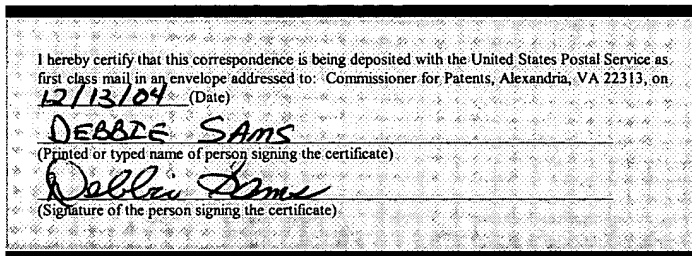 I hereby certify that this correspondence is being deposited with the United States Postal Service as
first class mail in an envelope addressed to: Commissioner for Patents, Alexandria, VA 22313, on
12/13/04 (Date)
DEBBIE SAMS
(Printed or typed name of person signing the certificate)
Debbie Sams
(Signature of the person signing the certificate)